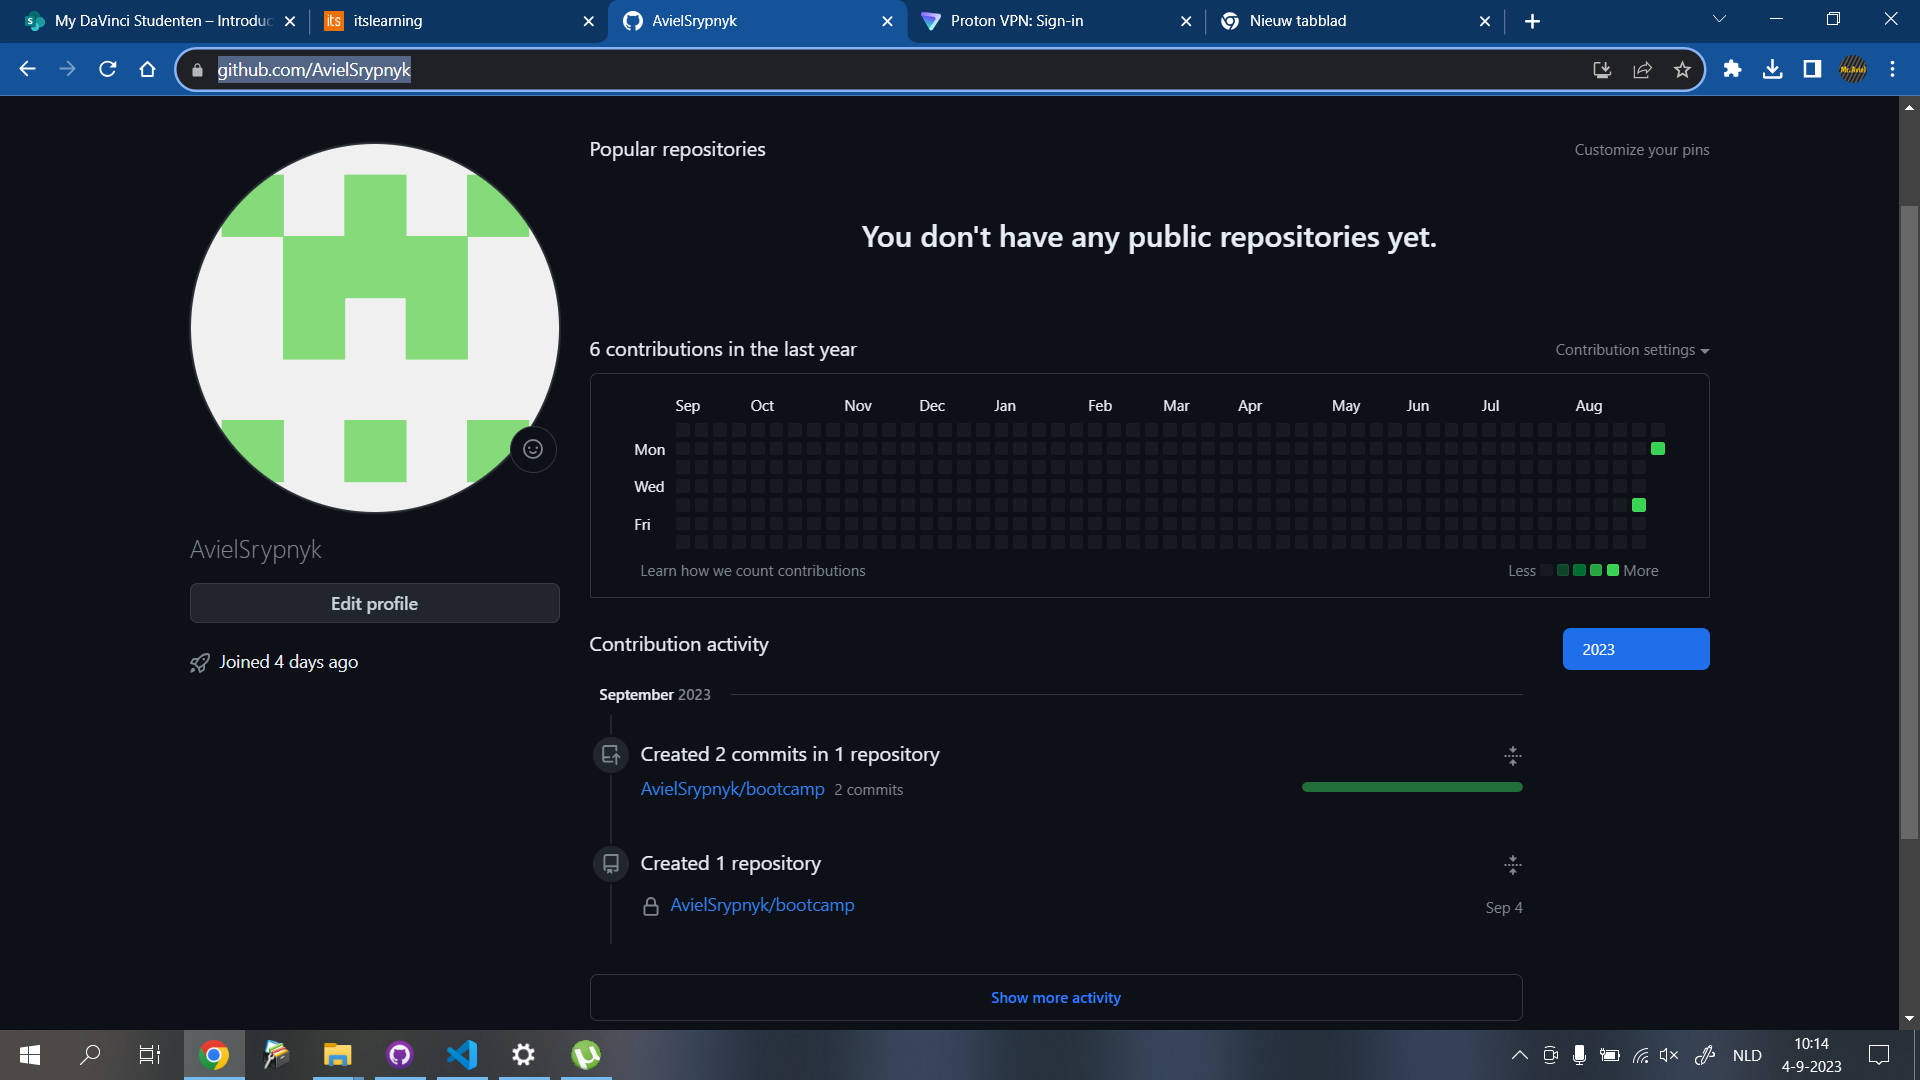 My DaVinci Studenten – Introduc
itslearning
AvielSrypnyk
Proton VPN: Sign-in
Nieuw tabblad
github.com/AvielSrypnyk
Popular repositories
Customize your pins
You don't have any public repositories yet.
6 contributions in the last year
Contribution settings
Sep Oct Nov Dec Jan Feb Mar Apr May Jun Jul Aug
Mon
Wed
Fri
Learn how we count contributions
Less
More
AvielSrypnyk
Edit profile
Joined 4 days ago
Contribution activity
2023
September 2023
Created 2 commits in 1 repository
AvielSrypnyk/bootcamp 2 commits
Created 1 repository
AvielSrypnyk/bootcamp
Sep 4
Show more activity
NLD
10:14
4-9-2023